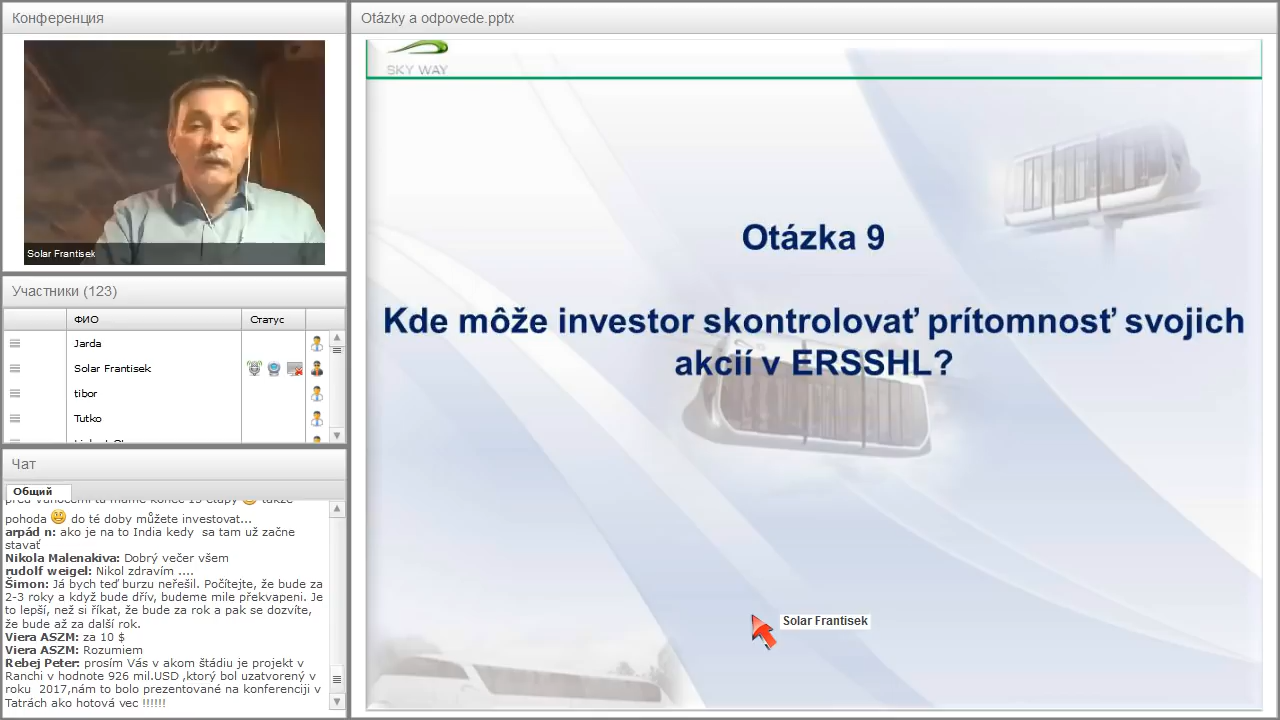 Конференция
Solar Frantisek
Участники (123)
ФИО
Статус
Jarda
Solar Frantisek
tibor
Tutko
Чат
Общий
pohoda do té doby můžete investovat...
arpád n: ako je na to India kedy sa tam už začne
stavať
Nikola Malenakiva: Dobrý večer všem
rudolf weigel: Nikol zdravím ....
Šimon: Já bych teď burzu neřešil. Počítejte, že bude za
2-3 roky a když bude dřív, budeme mile překvapeni. Je
to lepší, než si říkat, že bude za rok a pak se dozvíte,
že bude až za další rok.
Viera ASZM: za 10 $
Viera ASZM: Rozumiem
Rebej Peter: prosím Vás v akom štádiu je projekt v
Ranchi v hodnote 926 mil.USD ,ktorý bol uzatvorený v
roku 2017,nám to bolo prezentované na konferenciji v
Tatrách ako hotová vec !!!!!!
Otázky a odpovede.pptx
SKY WAY
Otázka 9
Kde môže investor skontrolovať prítomnosť svojich
akcií v ERSSHL?
Solar Frantisek